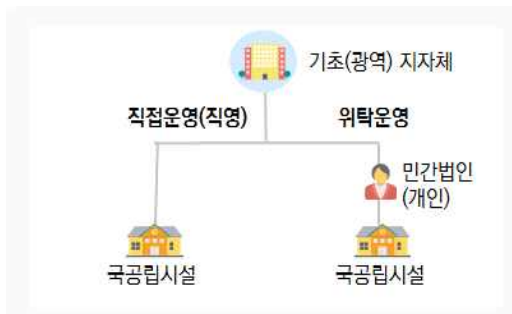 기초(광역) 지자체
직접운영(직영) 위탁운영
민간법인
(개인)
국공립시설 국공립시설